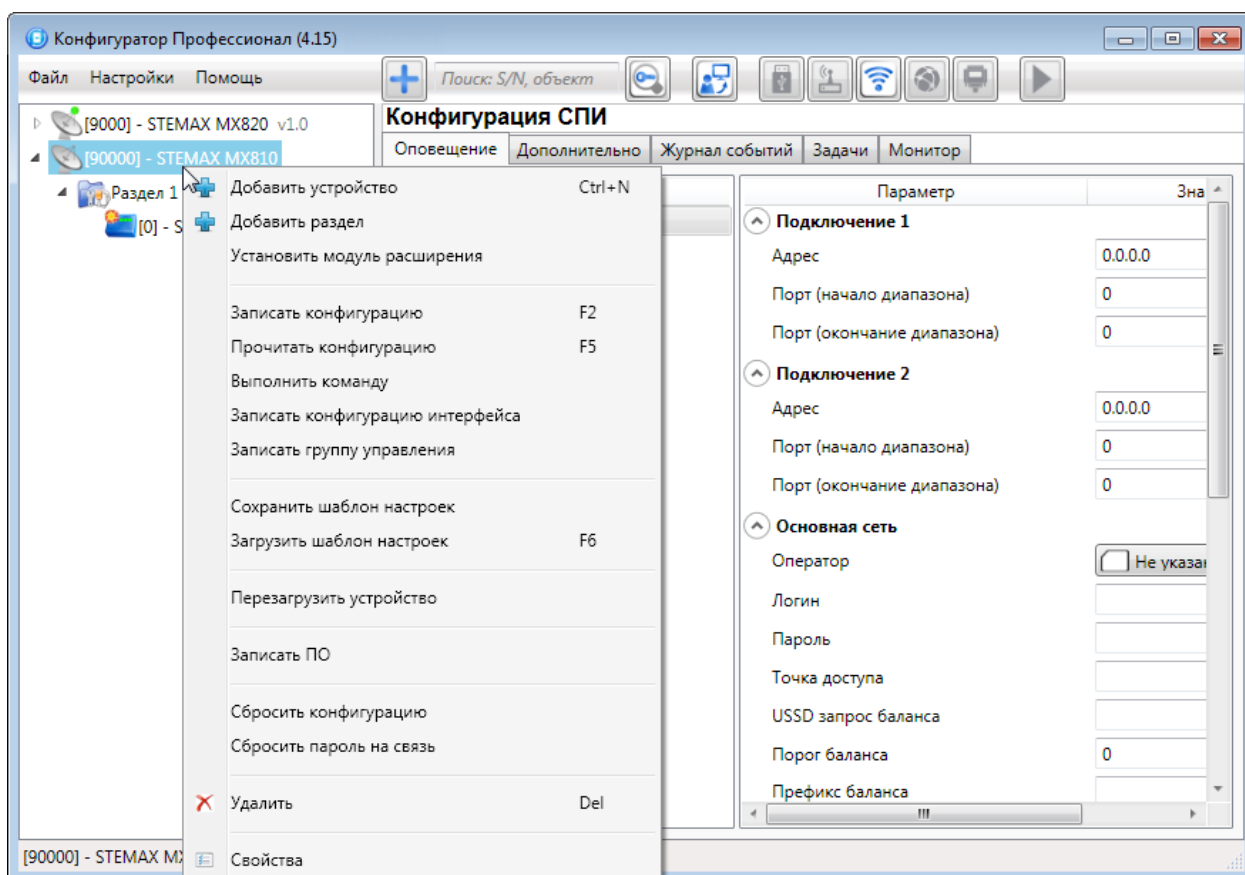 Конфигуратор Профессионал (4.15)
Файл Настройки Помощь
Поиск: S/N, объект
[9000] - STEMAX MX820 v1.0
[90000] - STEMAX MX810
Раздел 1
[0] - S
Добавить устройство Ctrl+N
Добавить раздел
Установить модуль расширения
Записать конфигурацию F2
Прочитать конфигурацию F5
Выполнить команду
Записать конфигурацию интерфейса
Записать группу управления
Сохранить шаблон настроек
Загрузить шаблон настроек F6
Перезагрузить устройство
Записать ПО
Сбросить конфигурацию
Сбросить пароль на связь
Удалить Del
Свойства
Конфигурация СПИ
Оповещение Дополнительно Журнал событий Задачи Монитор
Параметр Зна
Подключение 1
Адрес 0.0.0.0
Порт (начало диапазона) 0
Порт (окончание диапазона) 0
Подключение 2
Адрес 0.0.0.0
Порт (начало диапазона) 0
Порт (окончание диапазона) 0
Основная сеть
Оператор Не указан
Логин
Пароль
Точка доступа
USSD запрос баланса
Порог баланса 0
Префикс баланса
[90000] - STEMAX M